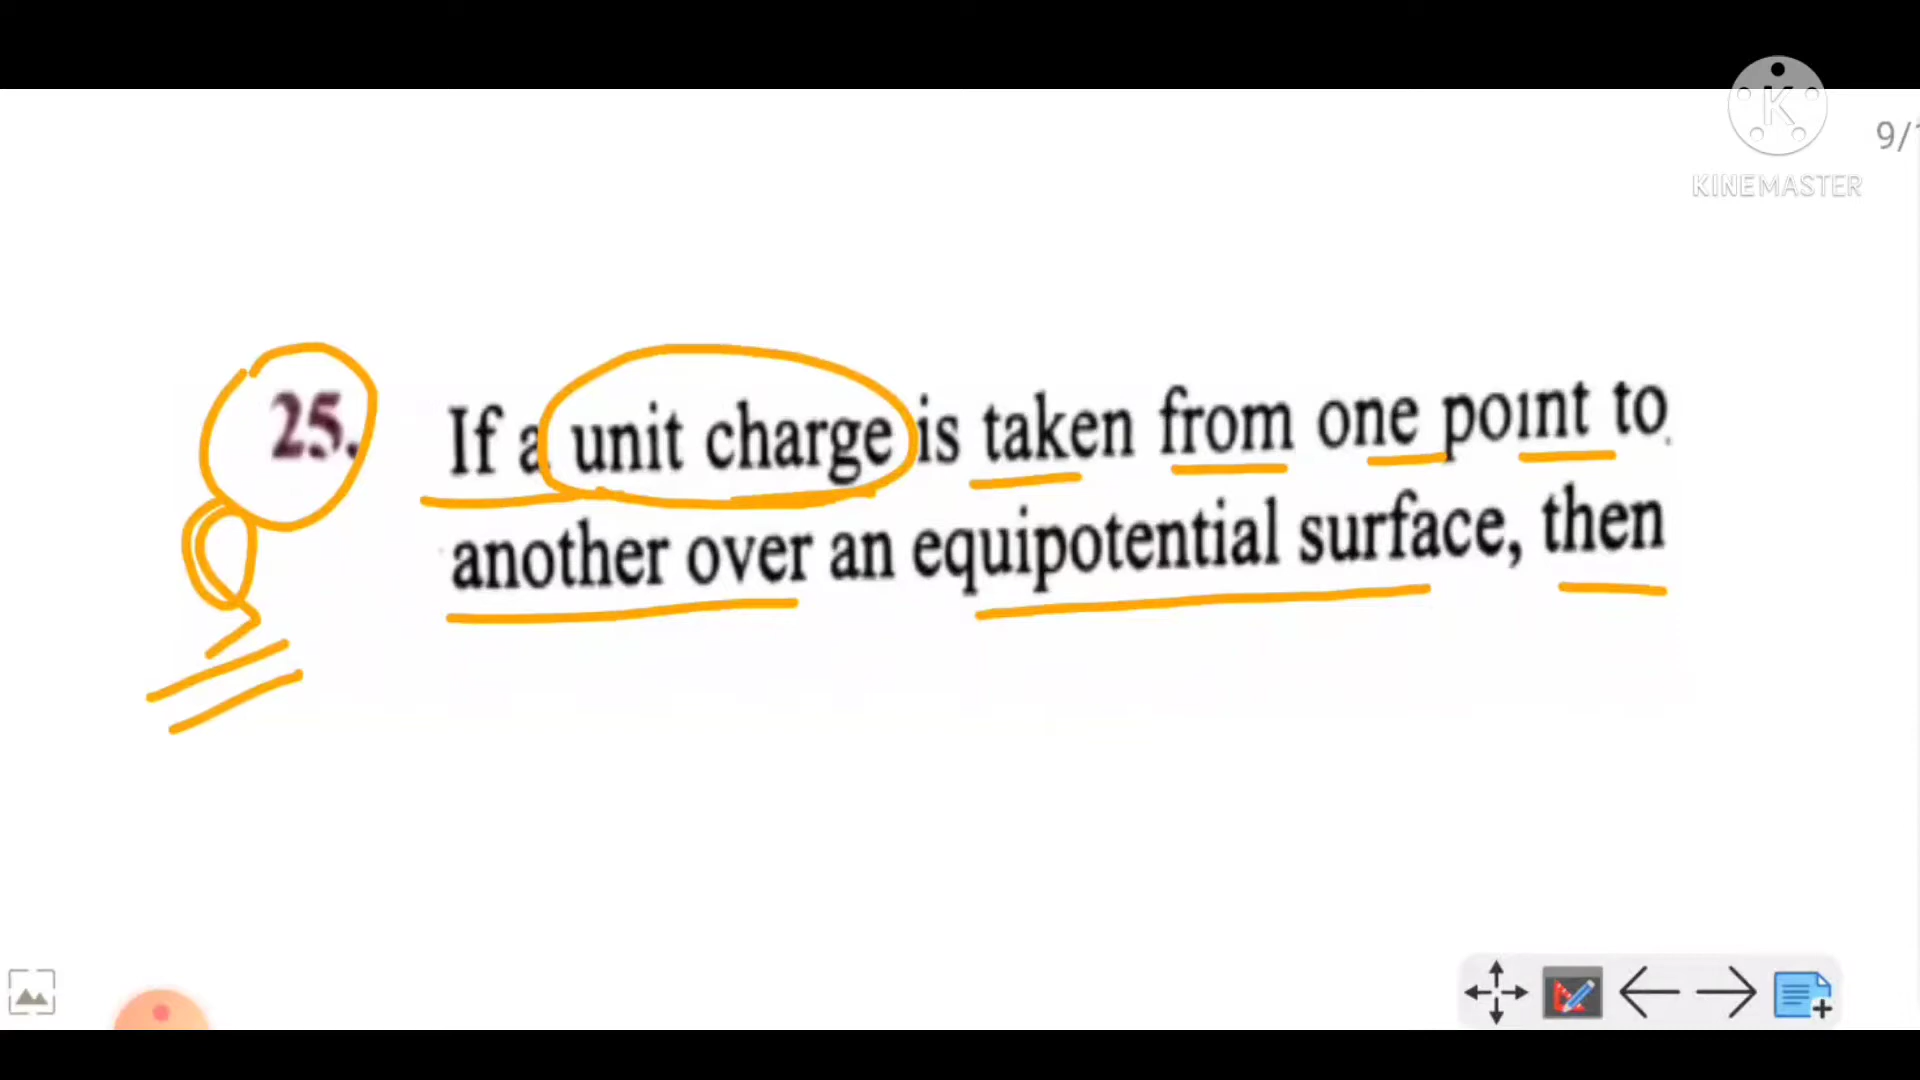 KINEMASTER
9/
25. If a unit charge is taken from one point to
another over an equipotential surface, then